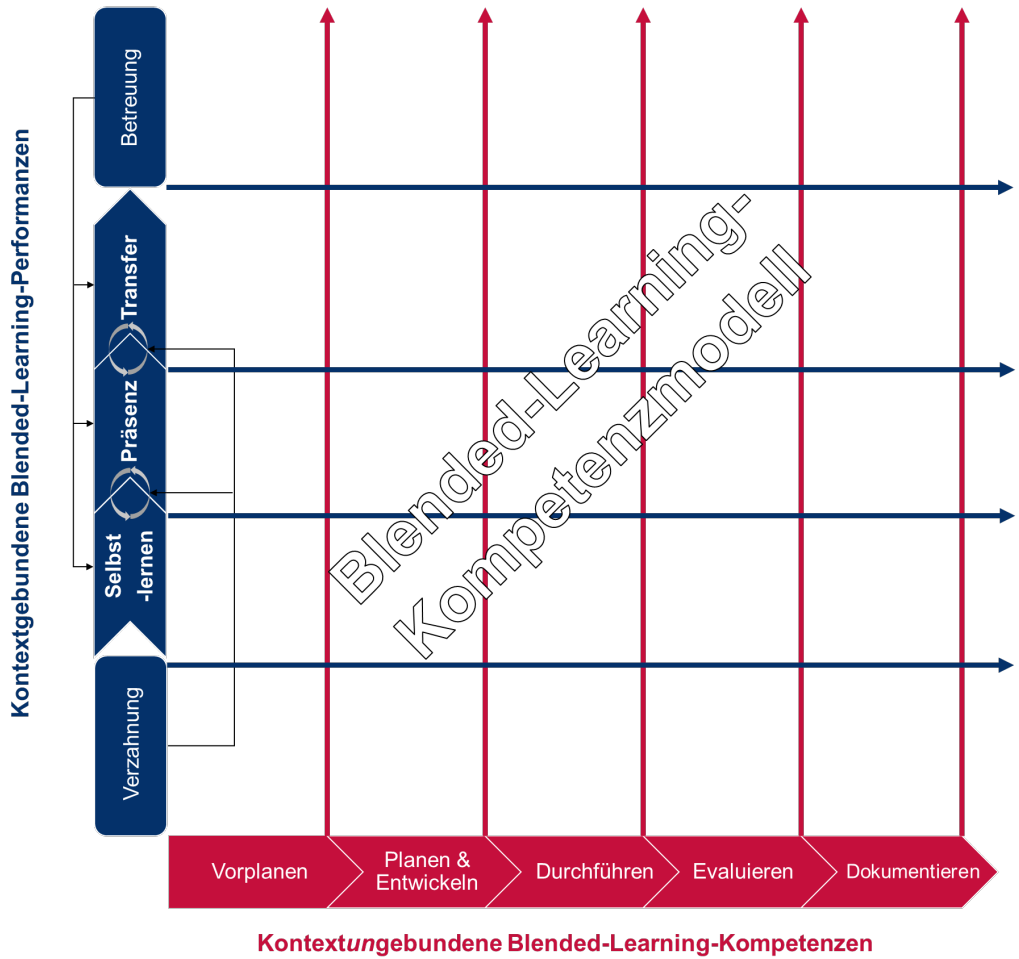 Kontextgebundene Blended-Learning-Performanzen
Betreuung
Transfer
Präsenz
Selbst
-lernen
Verzahnung
Blended-Learning-
Kompetenzmodell
Vorplanen
Planen &
Entwickeln
Durchführen
Evaluieren
Dokumentieren
Kontextungebundene Blended-Learning-Kompetenzen